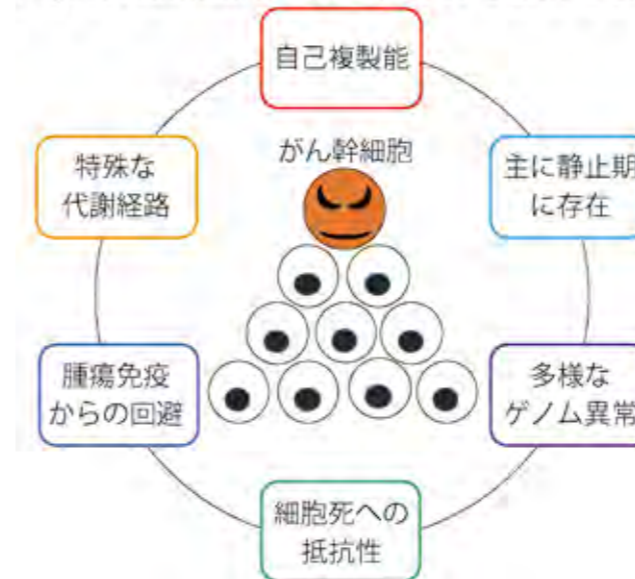 自己複製能
がん幹細胞
特殊な
代謝経路
主に静止期
に存在
腫瘍免疫
からの回避
多様な
ゲノム異常
細胞死への
抵抗性